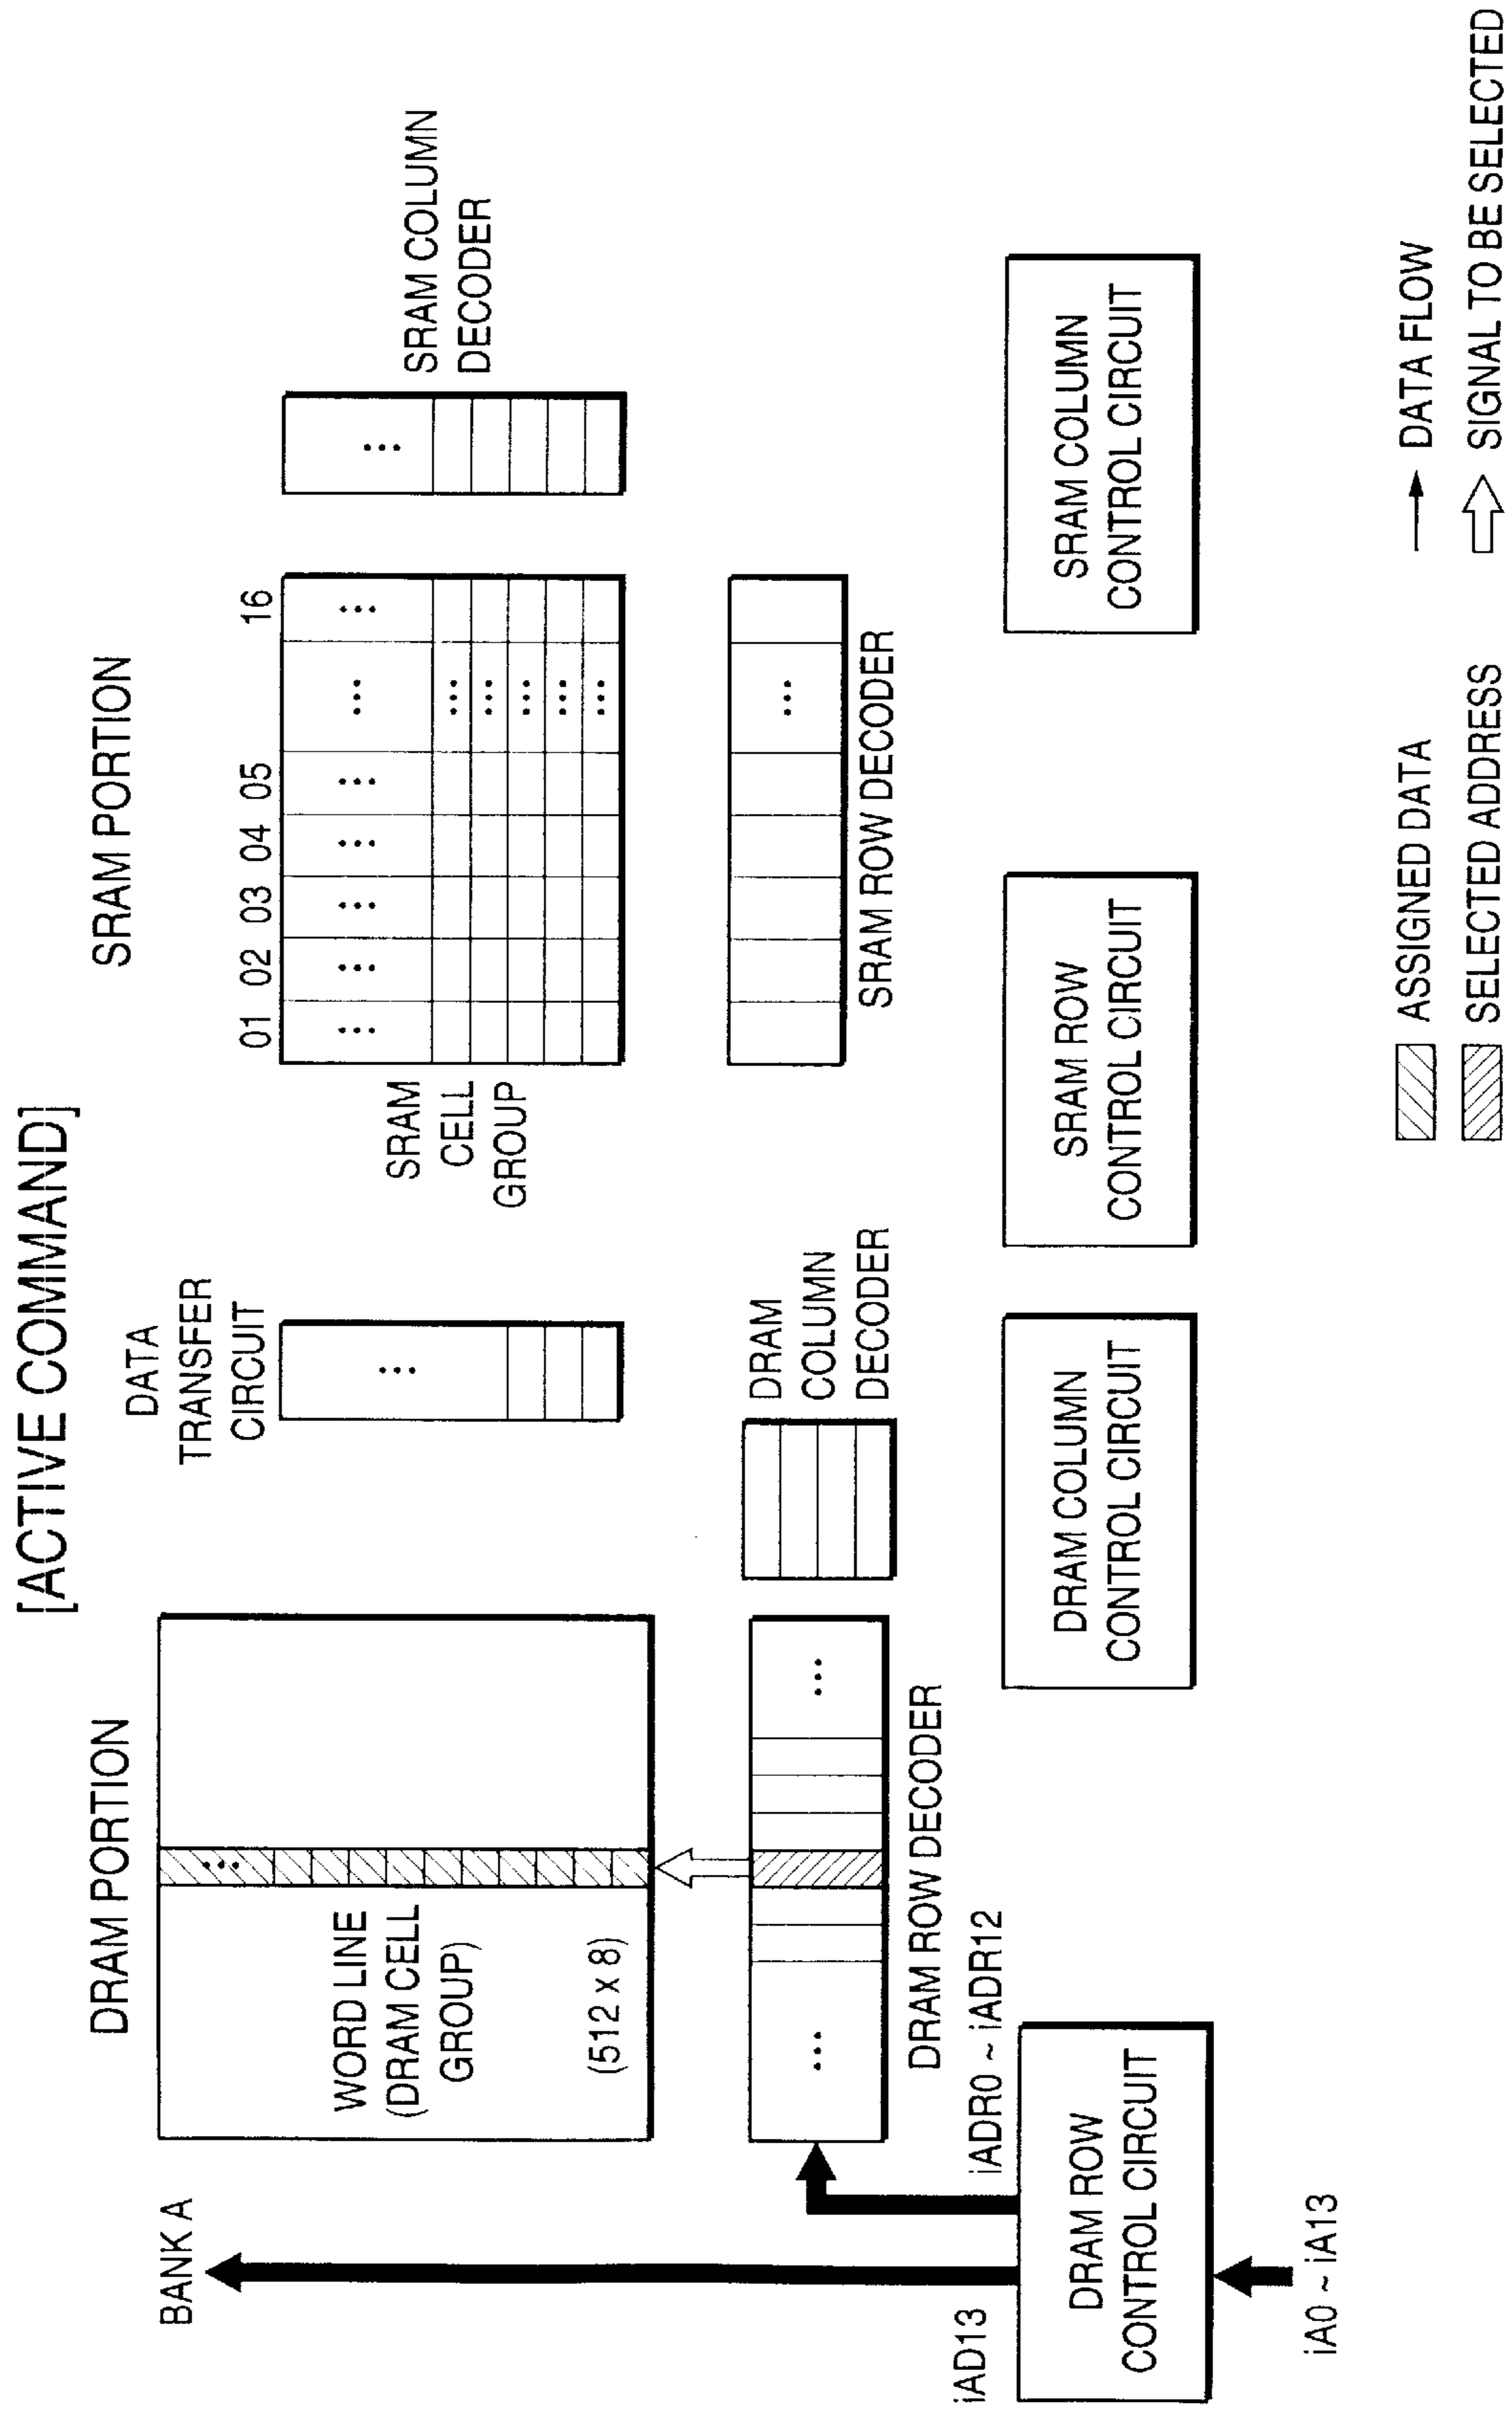 [ACTIVE COMMAND]
DRAM PORTION
WORD LINE
(DRAM CELL
GROUP)
(512 x 8)
BANK A
DRAM ROW DECODER
iADR0 ~ iADR12
iAD13
DRAM ROW
CONTROL CIRCUIT
iA0 ~ iA13
DATA
TRANSFER
CIRCUIT
DRAM
COLUMN
DECODER
DRAM COLUMN
CONTROL CIRCUIT
SRAM PORTION
01 02 03 04 05 16
SRAM
CELL
GROUP
SRAM COLUMN
DECODER
SRAM ROW DECODER
SRAM ROW
CONTROL CIRCUIT
SRAM COLUMN
CONTROL CIRCUIT
ASSIGNED DATA
SELECTED ADDRESS
DATA FLOW
SIGNAL TO BE SELECTED